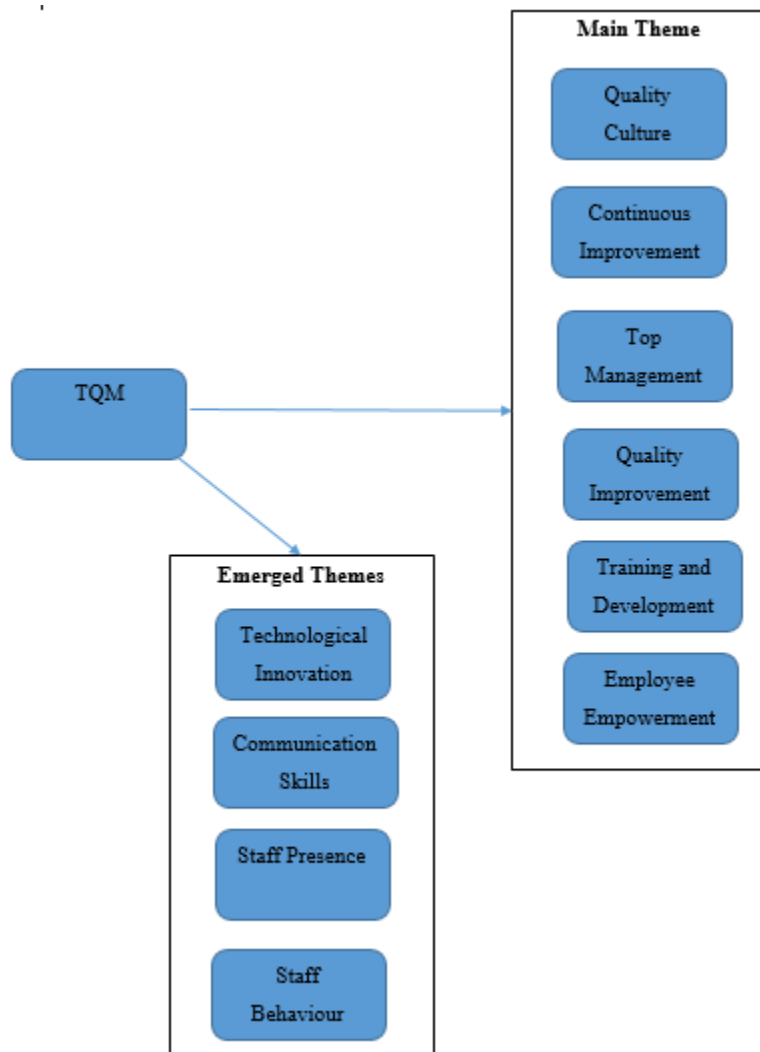 Main Theme
Quality
Culture
Continuous
Improvement
Top
Management
Quality
Improvement
Training and
Development
Employee
Empowerment
TQM
Emerged Themes
Technological
Innovation
Communication
Skills
Staff Presence
Staff
Behaviour